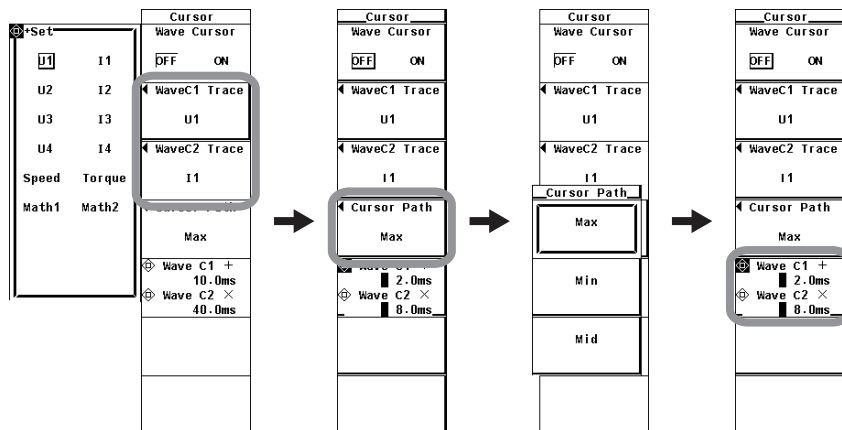 +Set
U1 I1
U2 I2
U3 I3
U4 I4
Speed Torque
Math1 Math2
Cursor
Wave Cursor
OFF ON
WaveC1 Trace
U1
WaveC2 Trace
I1
Cursor Path
Max
Wave C1 +
10.0ms
Wave C2 ×
40.0ms
Cursor
Wave Cursor
OFF ON
WaveC1 Trace
U1
WaveC2 Trace
I1
Cursor Path
Max
Wave C1 +
2.0ms
Wave C2 ×
8.0ms
Cursor
Wave Cursor
OFF ON
WaveC1 Trace
U1
WaveC2 Trace
I1
Cursor Path
Max
Min
Mid
Cursor
Wave Cursor
OFF ON
WaveC1 Trace
U1
WaveC2 Trace
I1
Cursor Path
Max
Wave C1 +
2.0ms
Wave C2 ×
8.0ms